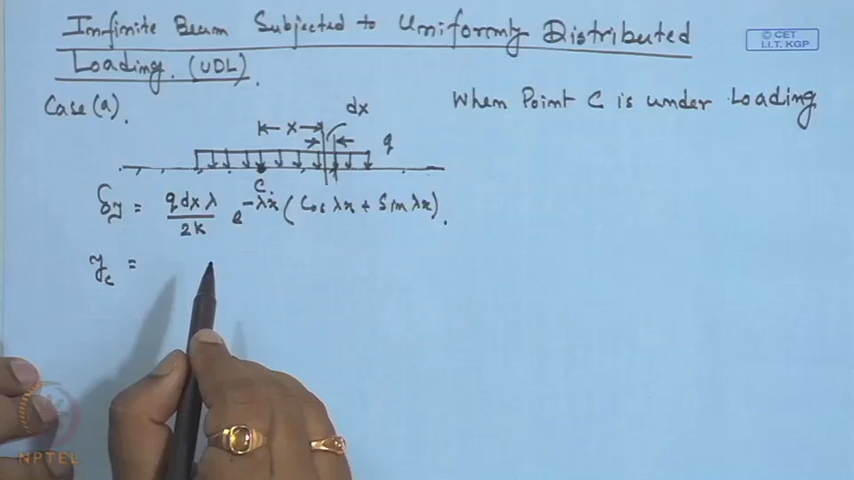 Infinite Beam Subjected to Uniformly Distributed
Loading. (UDL).
© CET
I.I.T. KGP
Case (a).
When Point C is under Loading
dx
x
q
C
δy = q dx λ / 2k e^-λx (Cos λx + Sin λx).
y_c =
NPTEL